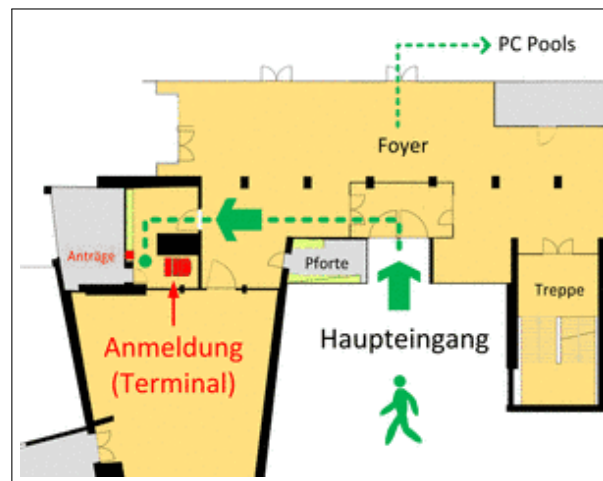 PC Pools
Foyer
Anträge
Pforte
Treppe
Anmeldung
(Terminal)
Haupteingang